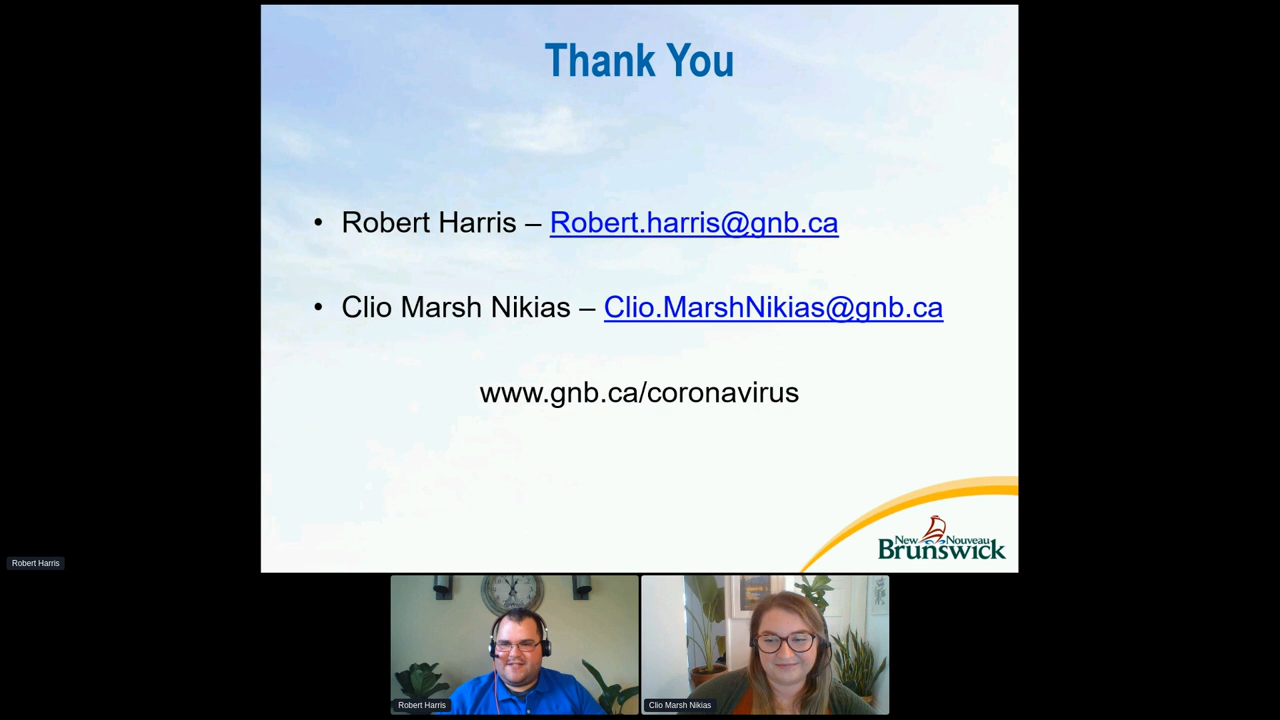 Thank You
• Robert Harris – Robert.harris@gnb.ca
• Clio Marsh Nikias – Clio.MarshNikias@gnb.ca
www.gnb.ca/coronavirus
New Nouveau
Brunswick
Robert Harris
Robert Harris
Clio Marsh Nikias